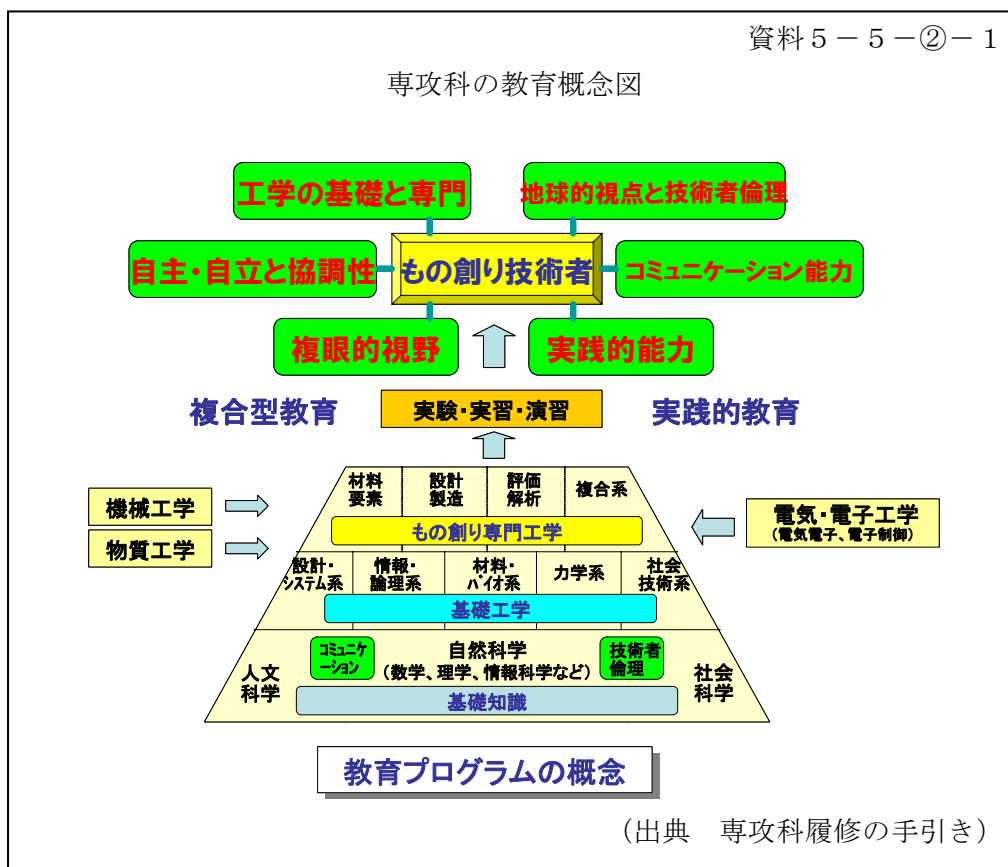 資料5-5-②-1
専攻科の教育概念図
工学の基礎と専門
地球的視点と技術者倫理
自主・自立と協調性
もの創り技術者
コミュニケーション能力
複眼的視野
実践的能力
複合型教育
実験・実習・演習
実践的教育
材料
要素
設計
製造
評価
解析
複合系
機械工学
物質工学
もの創り専門工学
電気・電子工学
(電気電子、電子制御)
設計・
システム系
情報・
論理系
材料・
バイオ系
力学系
社会
技術系
基礎工学
人文
科学
コミュニケ
ーション
自然科学
(数学、理学、情報科学など)
技術者
倫理
社会
科学
基礎知識
教育プログラムの概念
(出典 専攻科履修の手引き)